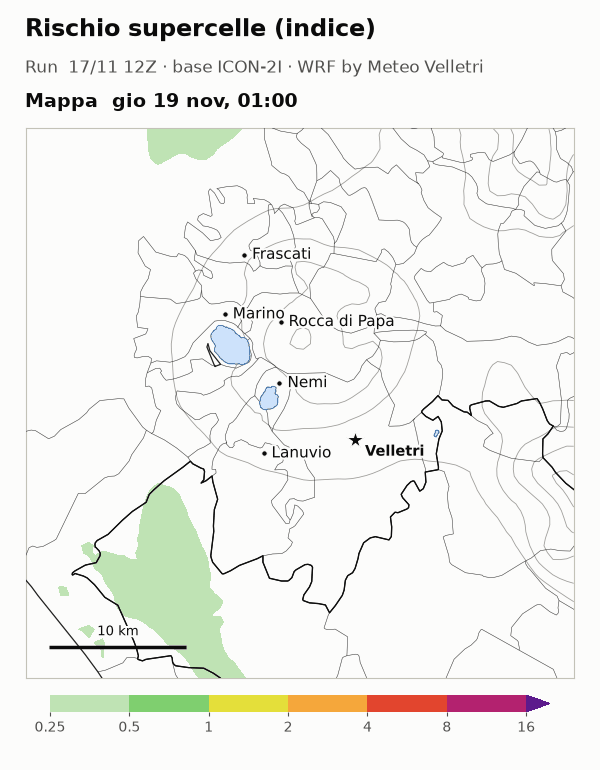 Rischio supercelle (indice)
Run  17/11 12Z · base ICON-2I · WRF by Meteo Velletri
Mappa  gio 19 nov, 01:00
Frascati
Marino
Rocca di Papa
Nemi
Velletri
Lanuvio
10 km
0.25 0.5 1 2 4 8 16